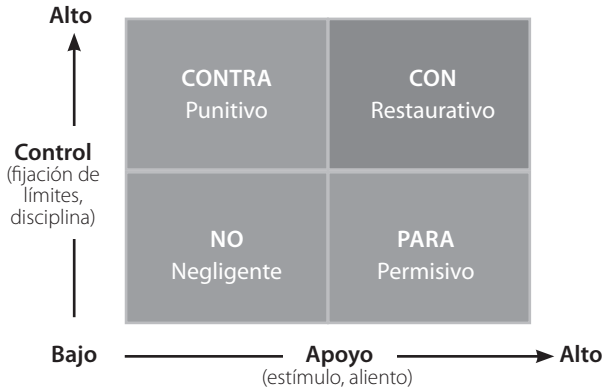 Alto
CONTRA
Punitivo
CON
Restaurativo
Control
(fijación de
límites,
disciplina)
NO
Negligente
PARA
Permisivo
Bajo
Apoyo
(estímulo, aliento)
Alto